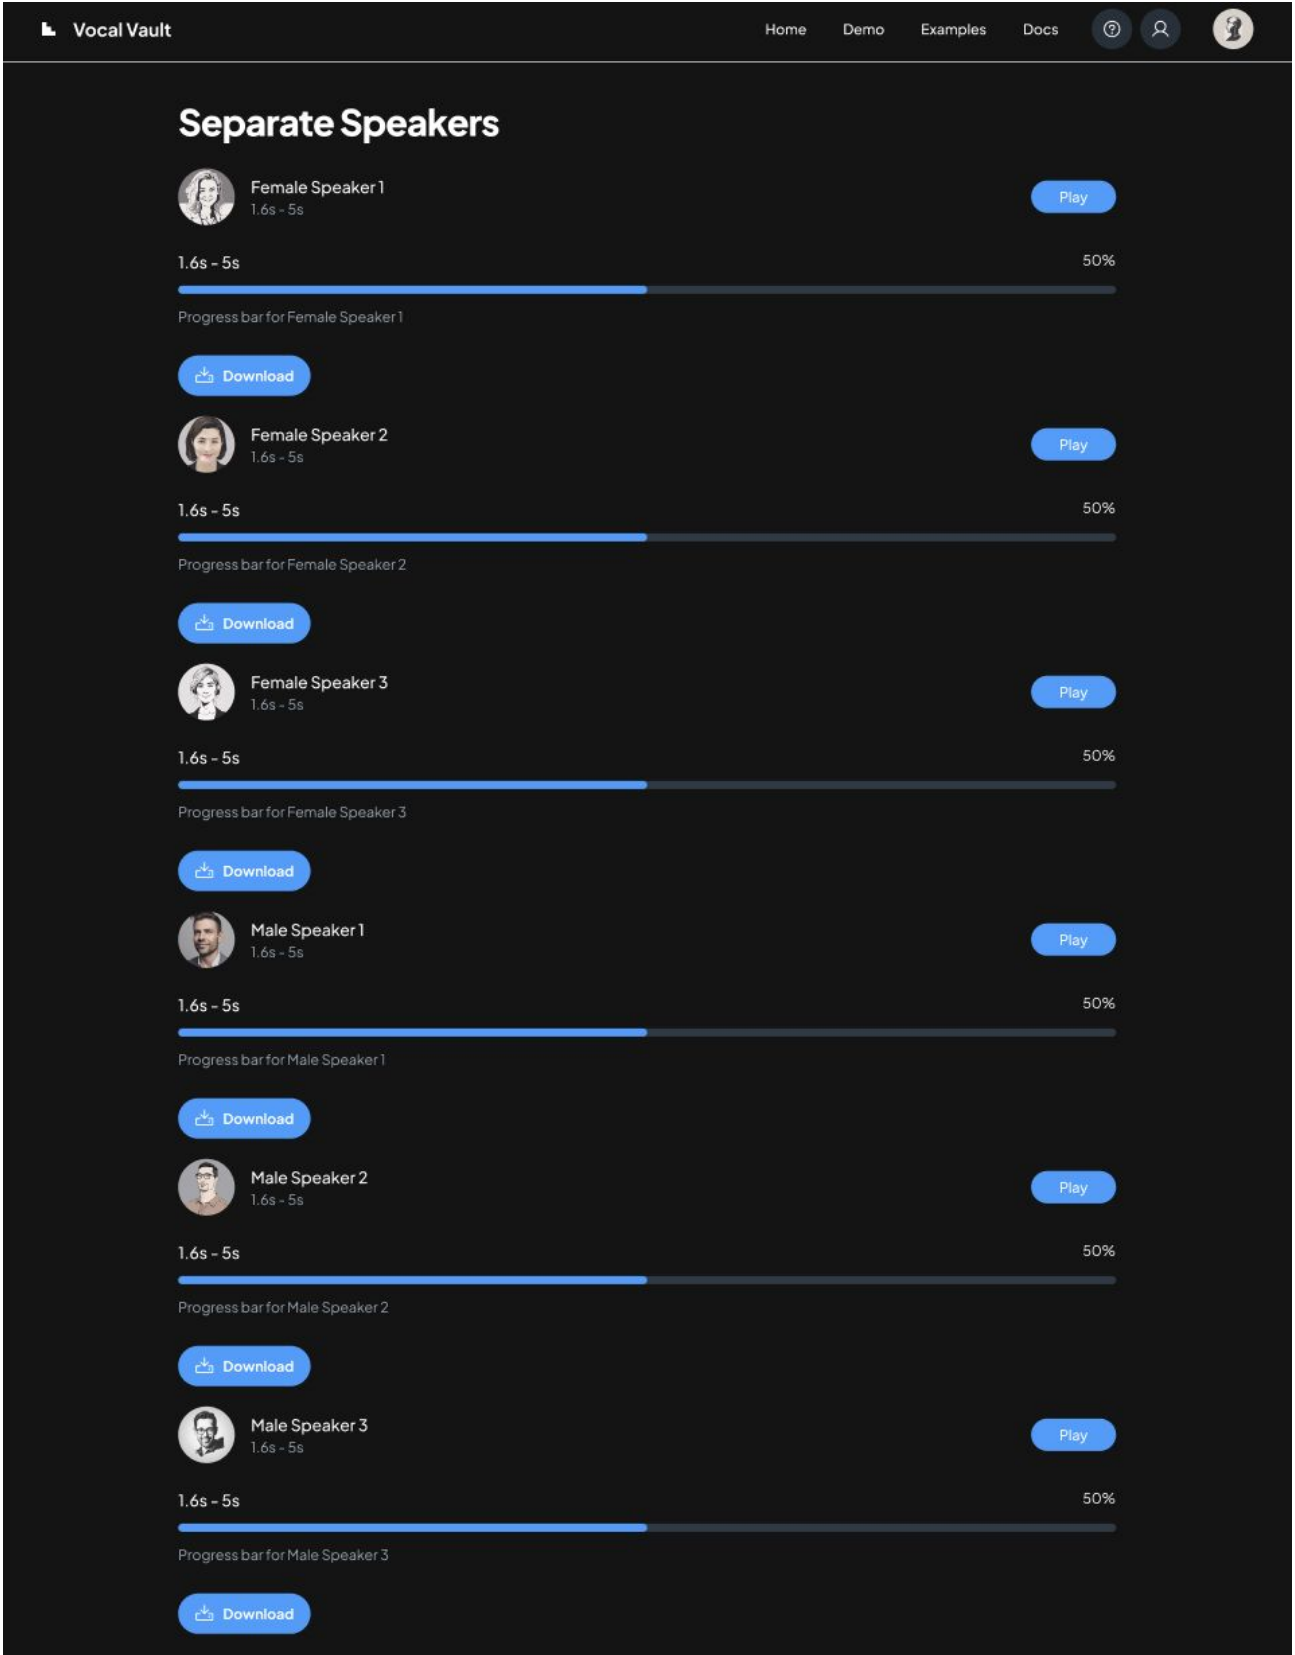 Vocal Vault Home Demo Examples Docs
Separate Speakers
Female Speaker 1
1.6s - 5s
Play
1.6s - 5s 50%
Progress bar for Female Speaker 1
Download
Female Speaker 2
1.6s - 5s
Play
1.6s - 5s 50%
Progress bar for Female Speaker 2
Download
Female Speaker 3
1.6s - 5s
Play
1.6s - 5s 50%
Progress bar for Female Speaker 3
Download
Male Speaker 1
1.6s - 5s
Play
1.6s - 5s 50%
Progress bar for Male Speaker 1
Download
Male Speaker 2
1.6s - 5s
Play
1.6s - 5s 50%
Progress bar for Male Speaker 2
Download
Male Speaker 3
1.6s - 5s
Play
1.6s - 5s 50%
Progress bar for Male Speaker 3
Download